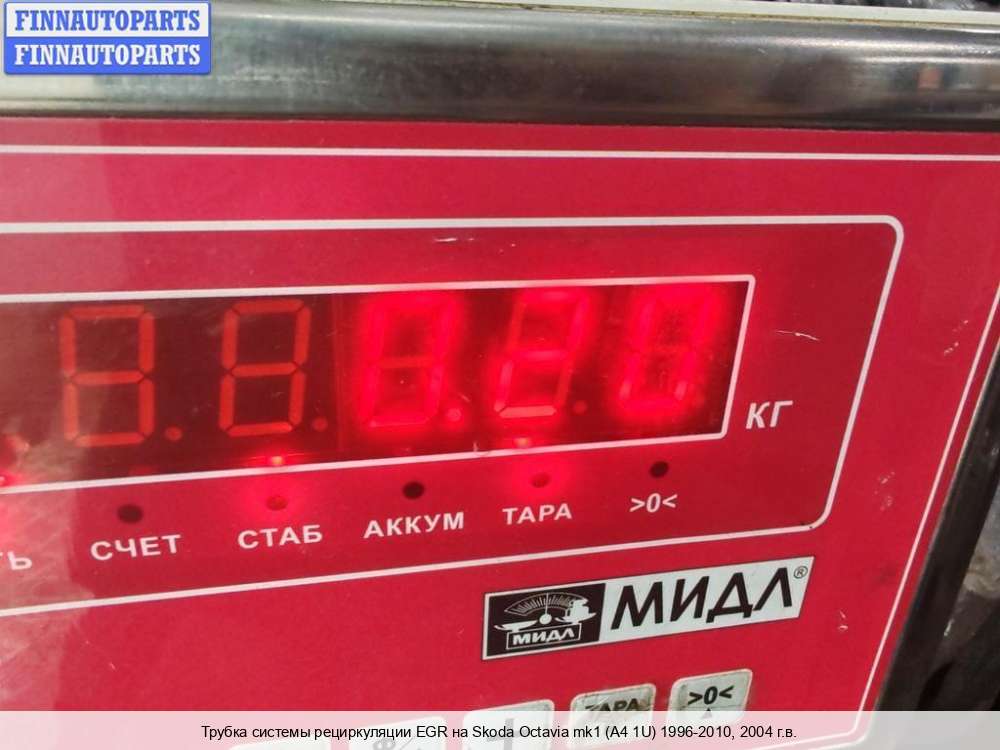 FINNAUTOPARTS
FINNAUTOPARTS
0.20
КГ
СЧЕТ
СТАБ
АККУМ
ТАРА
>0<
МИДЛ
МИДЛ®
ТАРА
>0<
Трубка системы рециркуляции EGR на Skoda Octavia mk1 (A4 1U) 1996-2010, 2004 г.в.